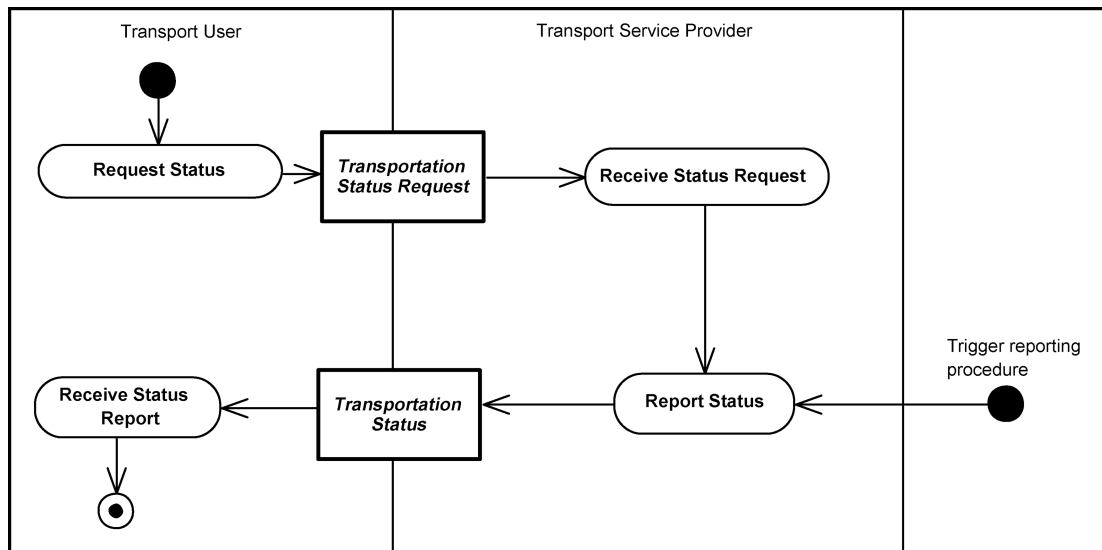 Transport User
Transport Service Provider
Request Status
Transportation
Status Request
Receive Status Request
Trigger reporting
procedure
Receive Status
Report
Transportation
Status
Report Status